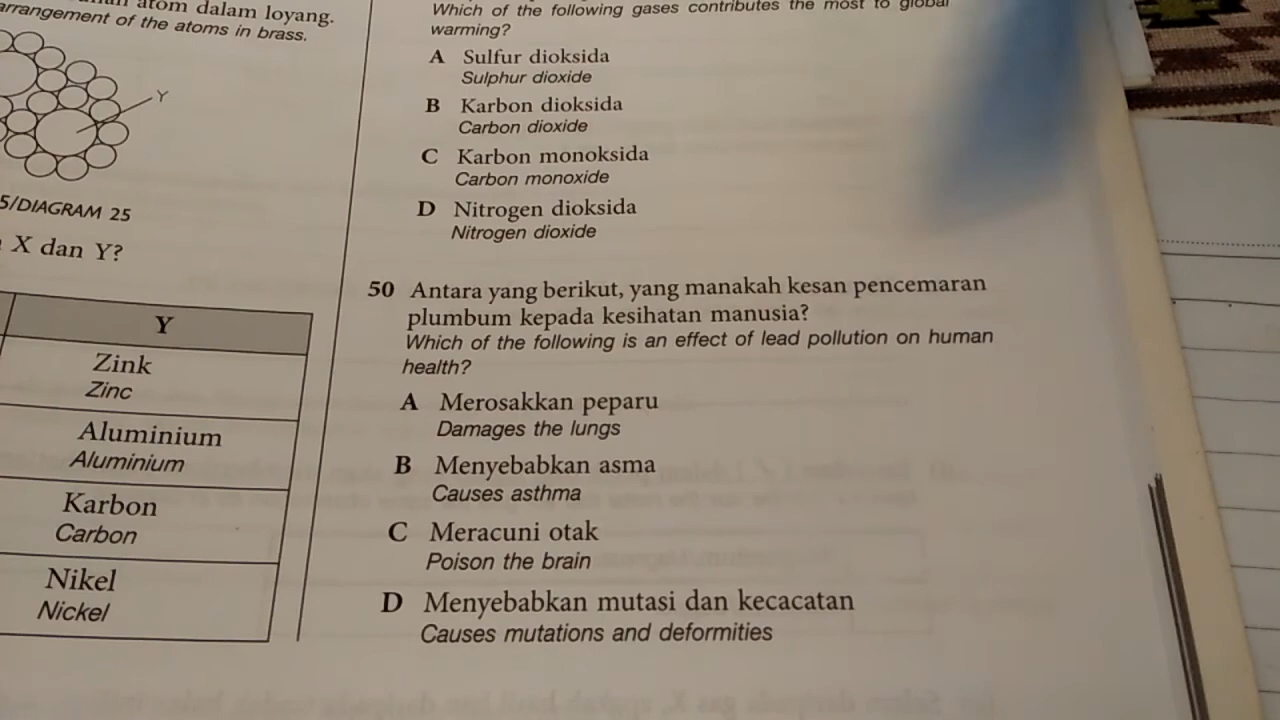 atom dalam loyang.
arrangement of the atoms in brass.
Y
5/DIAGRAM 25
X dan Y?
Y
Zink
Zinc
Aluminium
Aluminium
Karbon
Carbon
Nikel
Nickel
Which of the following gases contributes the most to global
warming?
A Sulfur dioksida
Sulphur dioxide
B Karbon dioksida
Carbon dioxide
C Karbon monoksida
Carbon monoxide
D Nitrogen dioksida
Nitrogen dioxide
50 Antara yang berikut, yang manakah kesan pencemaran
plumbum kepada kesihatan manusia?
Which of the following is an effect of lead pollution on human
health?
A Merosakkan peparu
Damages the lungs
B Menyebabkan asma
Causes asthma
C Meracuni otak
Poison the brain
D Menyebabkan mutasi dan kecacatan
Causes mutations and deformities